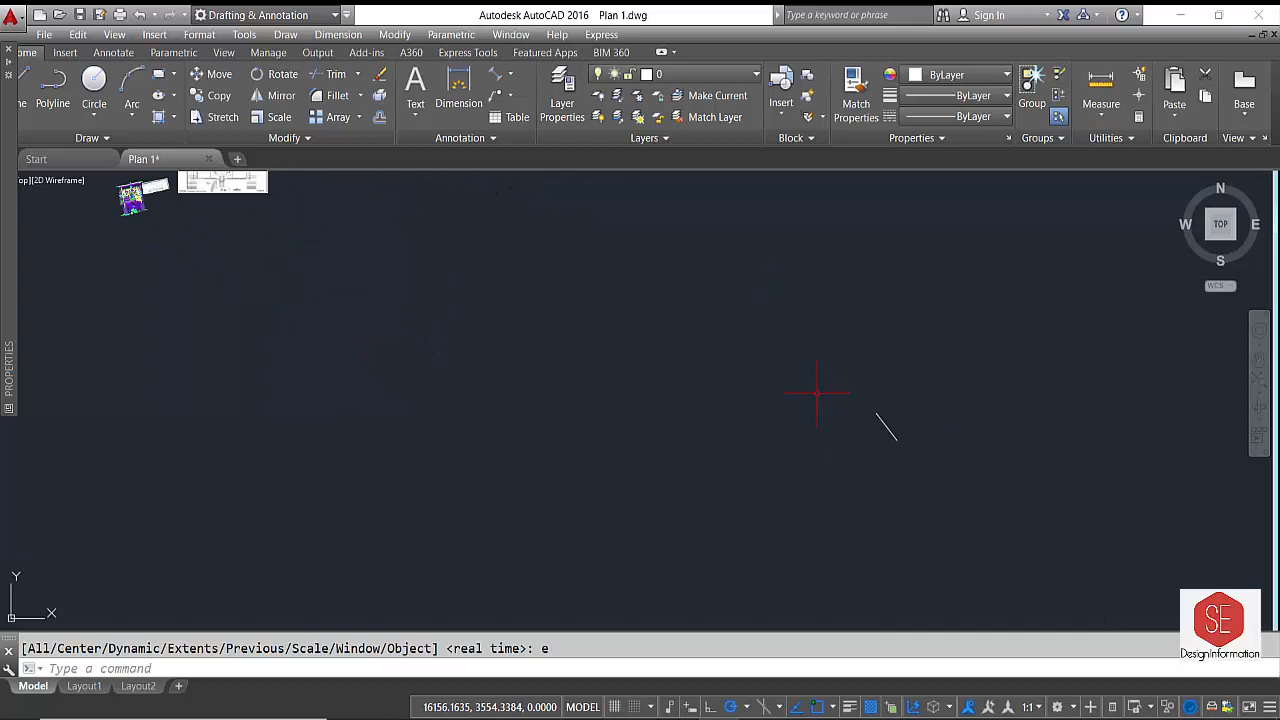 Drafting & Annotation
Autodesk AutoCAD 2016 Plan 1.dwg
Type a keyword or phrase
Sign In
File Edit View Insert Format Tools Draw Dimension Modify Parametric Window Help Express
ome Insert Annotate Parametric View Manage Output Add-ins A360 Express Tools Featured Apps BIM 360
Move Rotate Trim 0 ByLayer
Copy Mirror Fillet Make Current ByLayer
Stretch Scale Array Table Match Layer ByLayer
ne Polyline Circle Arc Text Dimension Layer Properties Insert Match Properties Group Measure Paste Base
Draw Modify Annotation Layers Block Properties Groups Utilities Clipboard View
Start Plan 1*
op][2D Wireframe]
N
W TOP E
S
WCS
PROPERTIES
Y
X
SE
DesignInformation
[All/Center/Dynamic/Extents/Previous/Scale/Window/Object] <real time>: e
Type a command
Model Layout1 Layout2 +
16156.1635, 3554.3384, 0.0000 MODEL 1:1